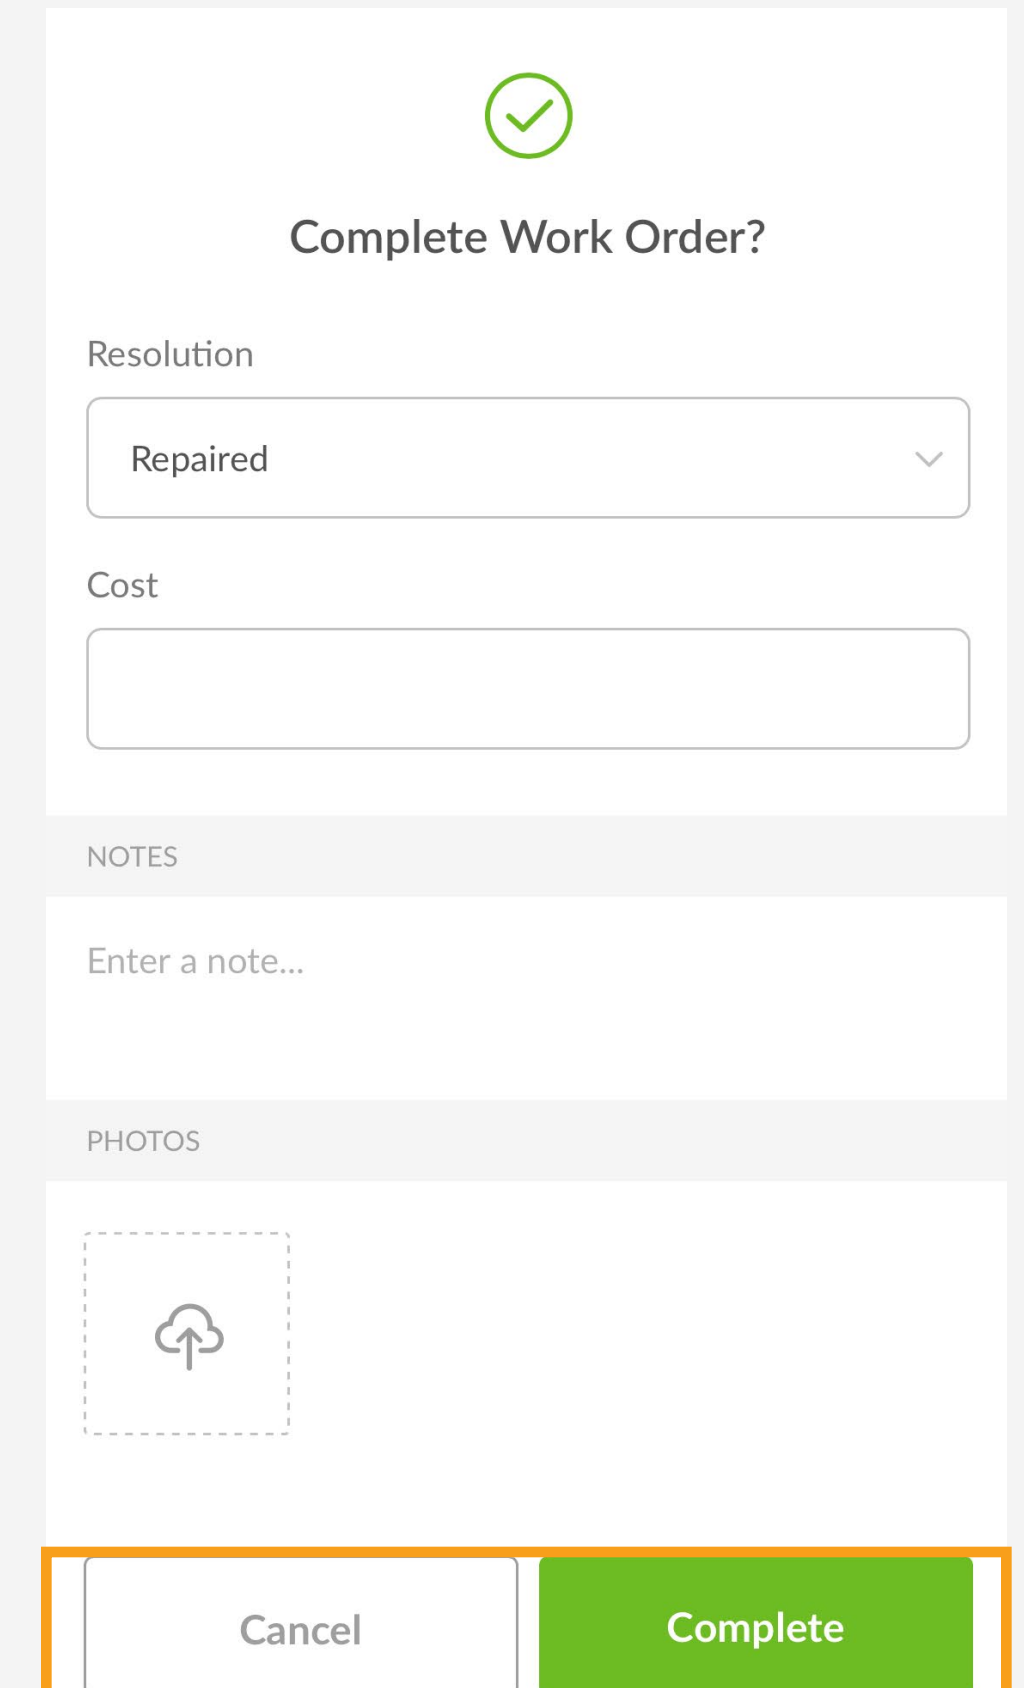 Complete Work Order?
Resolution
Repaired
Cost
NOTES
Enter a note...
PHOTOS
Cancel
Complete